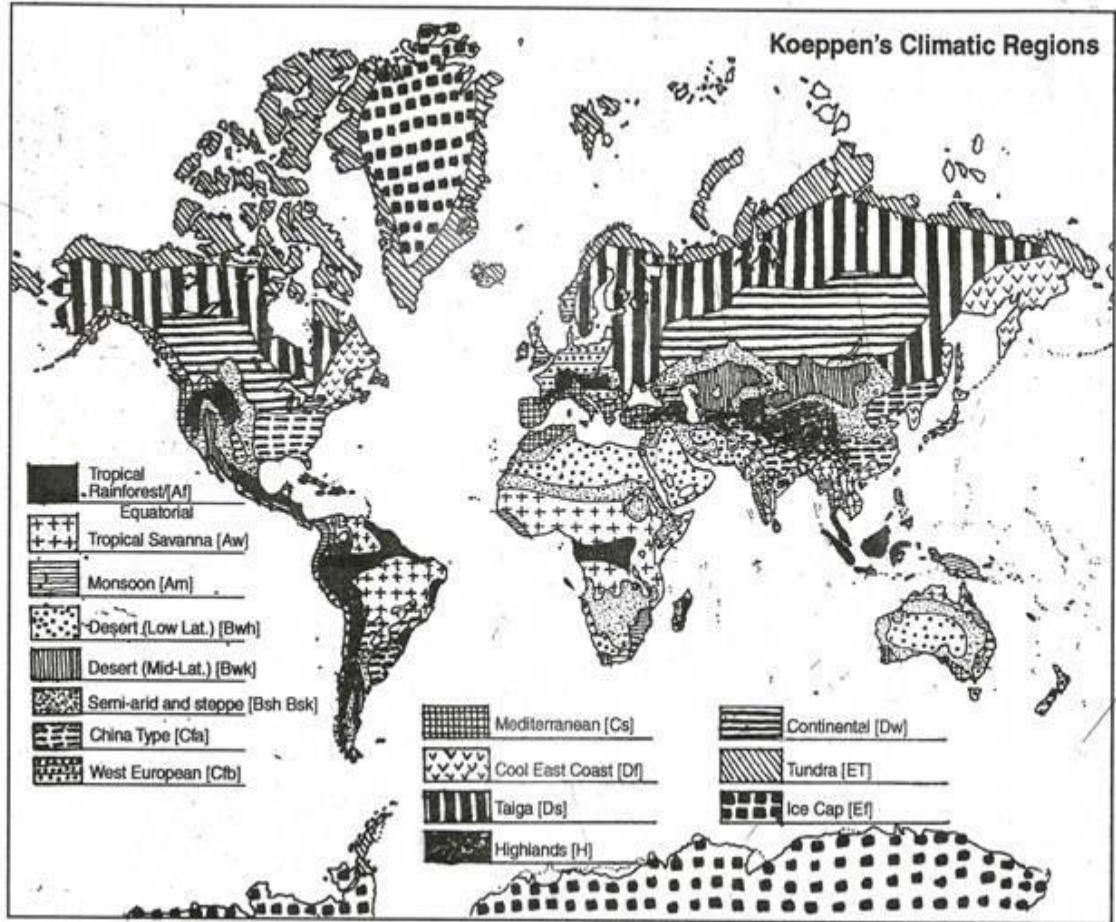 Koeppen's Climatic Regions
Tropical
Rainforest/[Af]
Equatorial
Tropical Savanna [Aw]
Monsoon [Am]
Desert (Low Lat.) [Bwh]
Desert (Mid-Lat.) [Bwk]
Semi-arid and steppe [Bsh Bsk]
China Type [Cfa]
West European [Cfb]
Mediterranean [Cs]
Cool East Coast [Df]
Taiga [Ds]
Highlands [H]
Continental [Dw]
Tundra [ET]
Ice Cap [Ef]